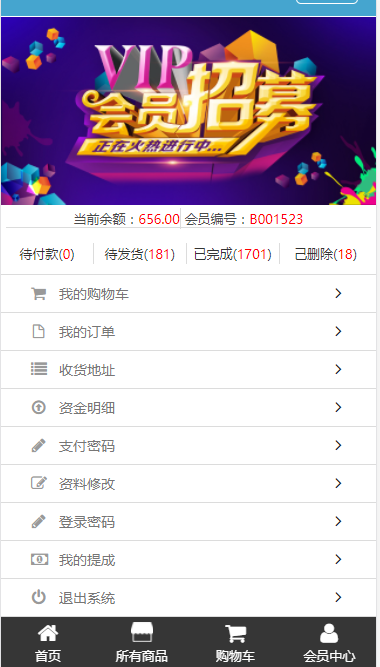 VIP
会员招募
正在火热进行中...
当前余额：656.00 会员编号：B001523
待付款(0) 待发货(181) 已完成(1701) 己删除(18)
我的购物车
我的订单
收货地址
资金明细
支付密码
资料修改
登录密码
我的提成
退出系统
首页 所有商品 购物车 会员中心